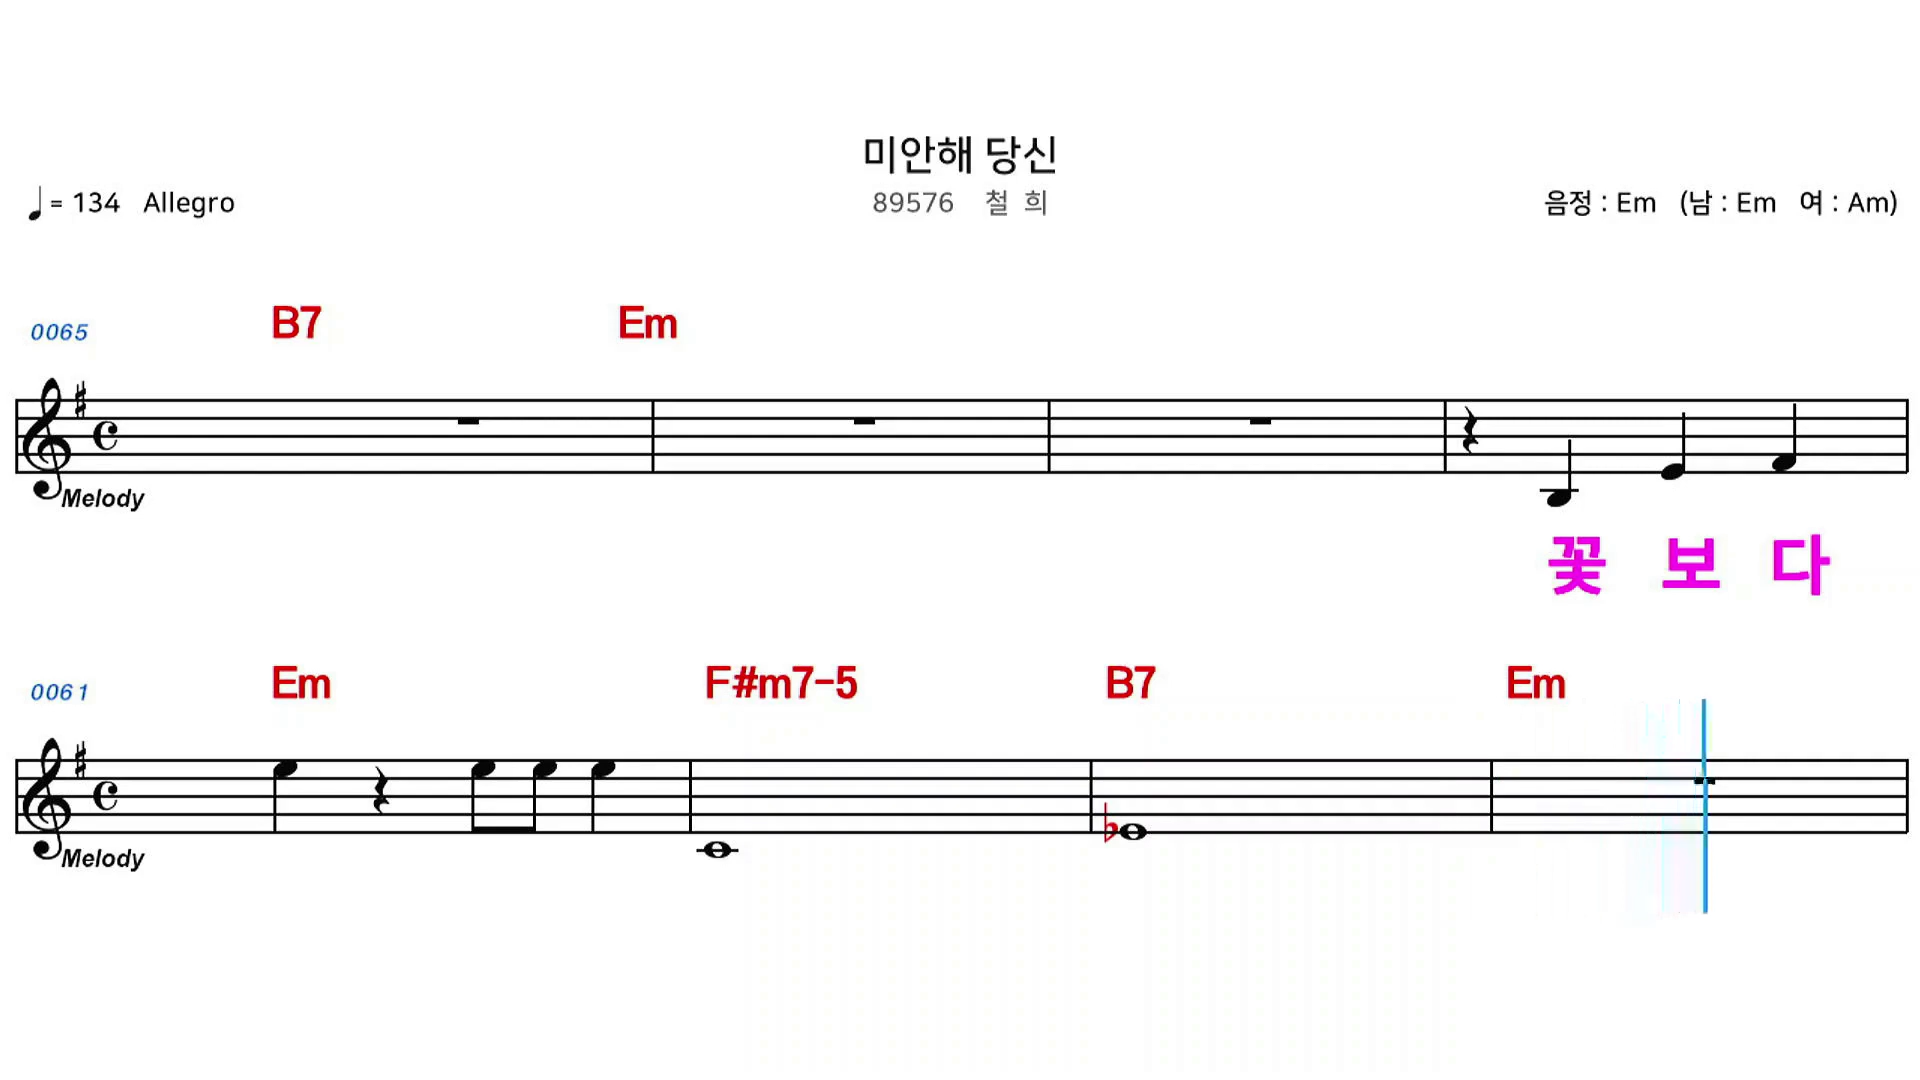 미안해 당신
♩= 134 Allegro
89576 철 희
음정 : Em (남 : Em 여 : Am)
0065 B7 Em
Melody
꽃 보 다
0061 Em F#m7-5 B7 Em
Melody